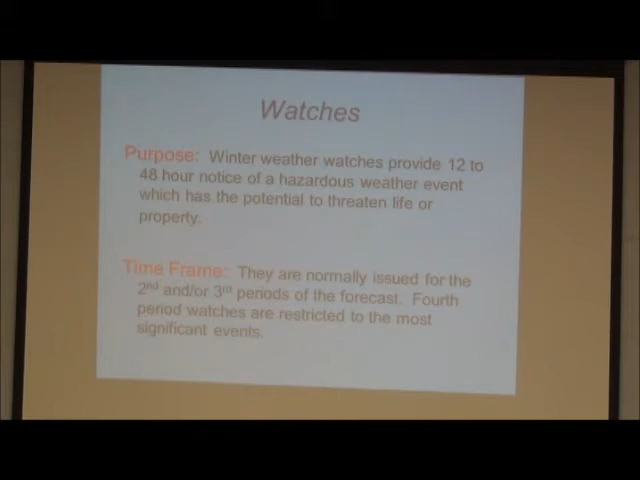 Watches
Purpose: Winter weather watches provide 12 to
48 hour notice of a hazardous weather event
which has the potential to threaten life or
property.
Time Frame: They are normally issued for the
2nd and/or 3rd periods of the forecast. Fourth
period watches are restricted to the most
significant events.